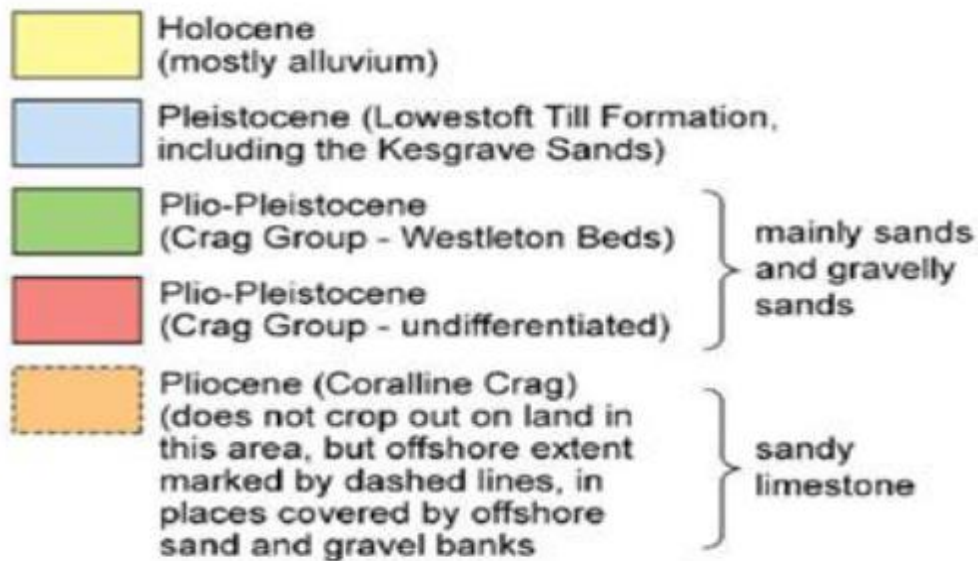 Holocene
(mostly alluvium)
Pleistocene (Lowestoft Till Formation,
including the Kesgrave Sands)
Plio-Pleistocene
(Crag Group - Westleton Beds)
Plio-Pleistocene
(Crag Group - undifferentiated)
mainly sands
and gravelly
sands
Pliocene (Coralline Crag)
(does not crop out on land in
this area, but offshore extent
marked by dashed lines, in
places covered by offshore
sand and gravel banks
sandy
limestone